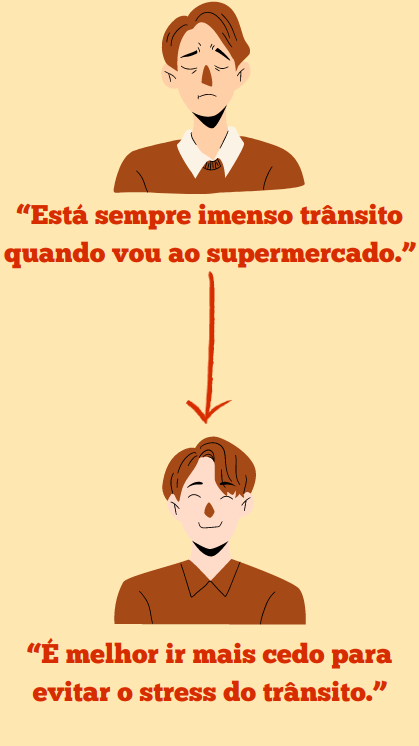 “Está sempre imenso trânsito
quando vou ao supermercado.”
“É melhor ir mais cedo para
evitar o stress do trânsito.”